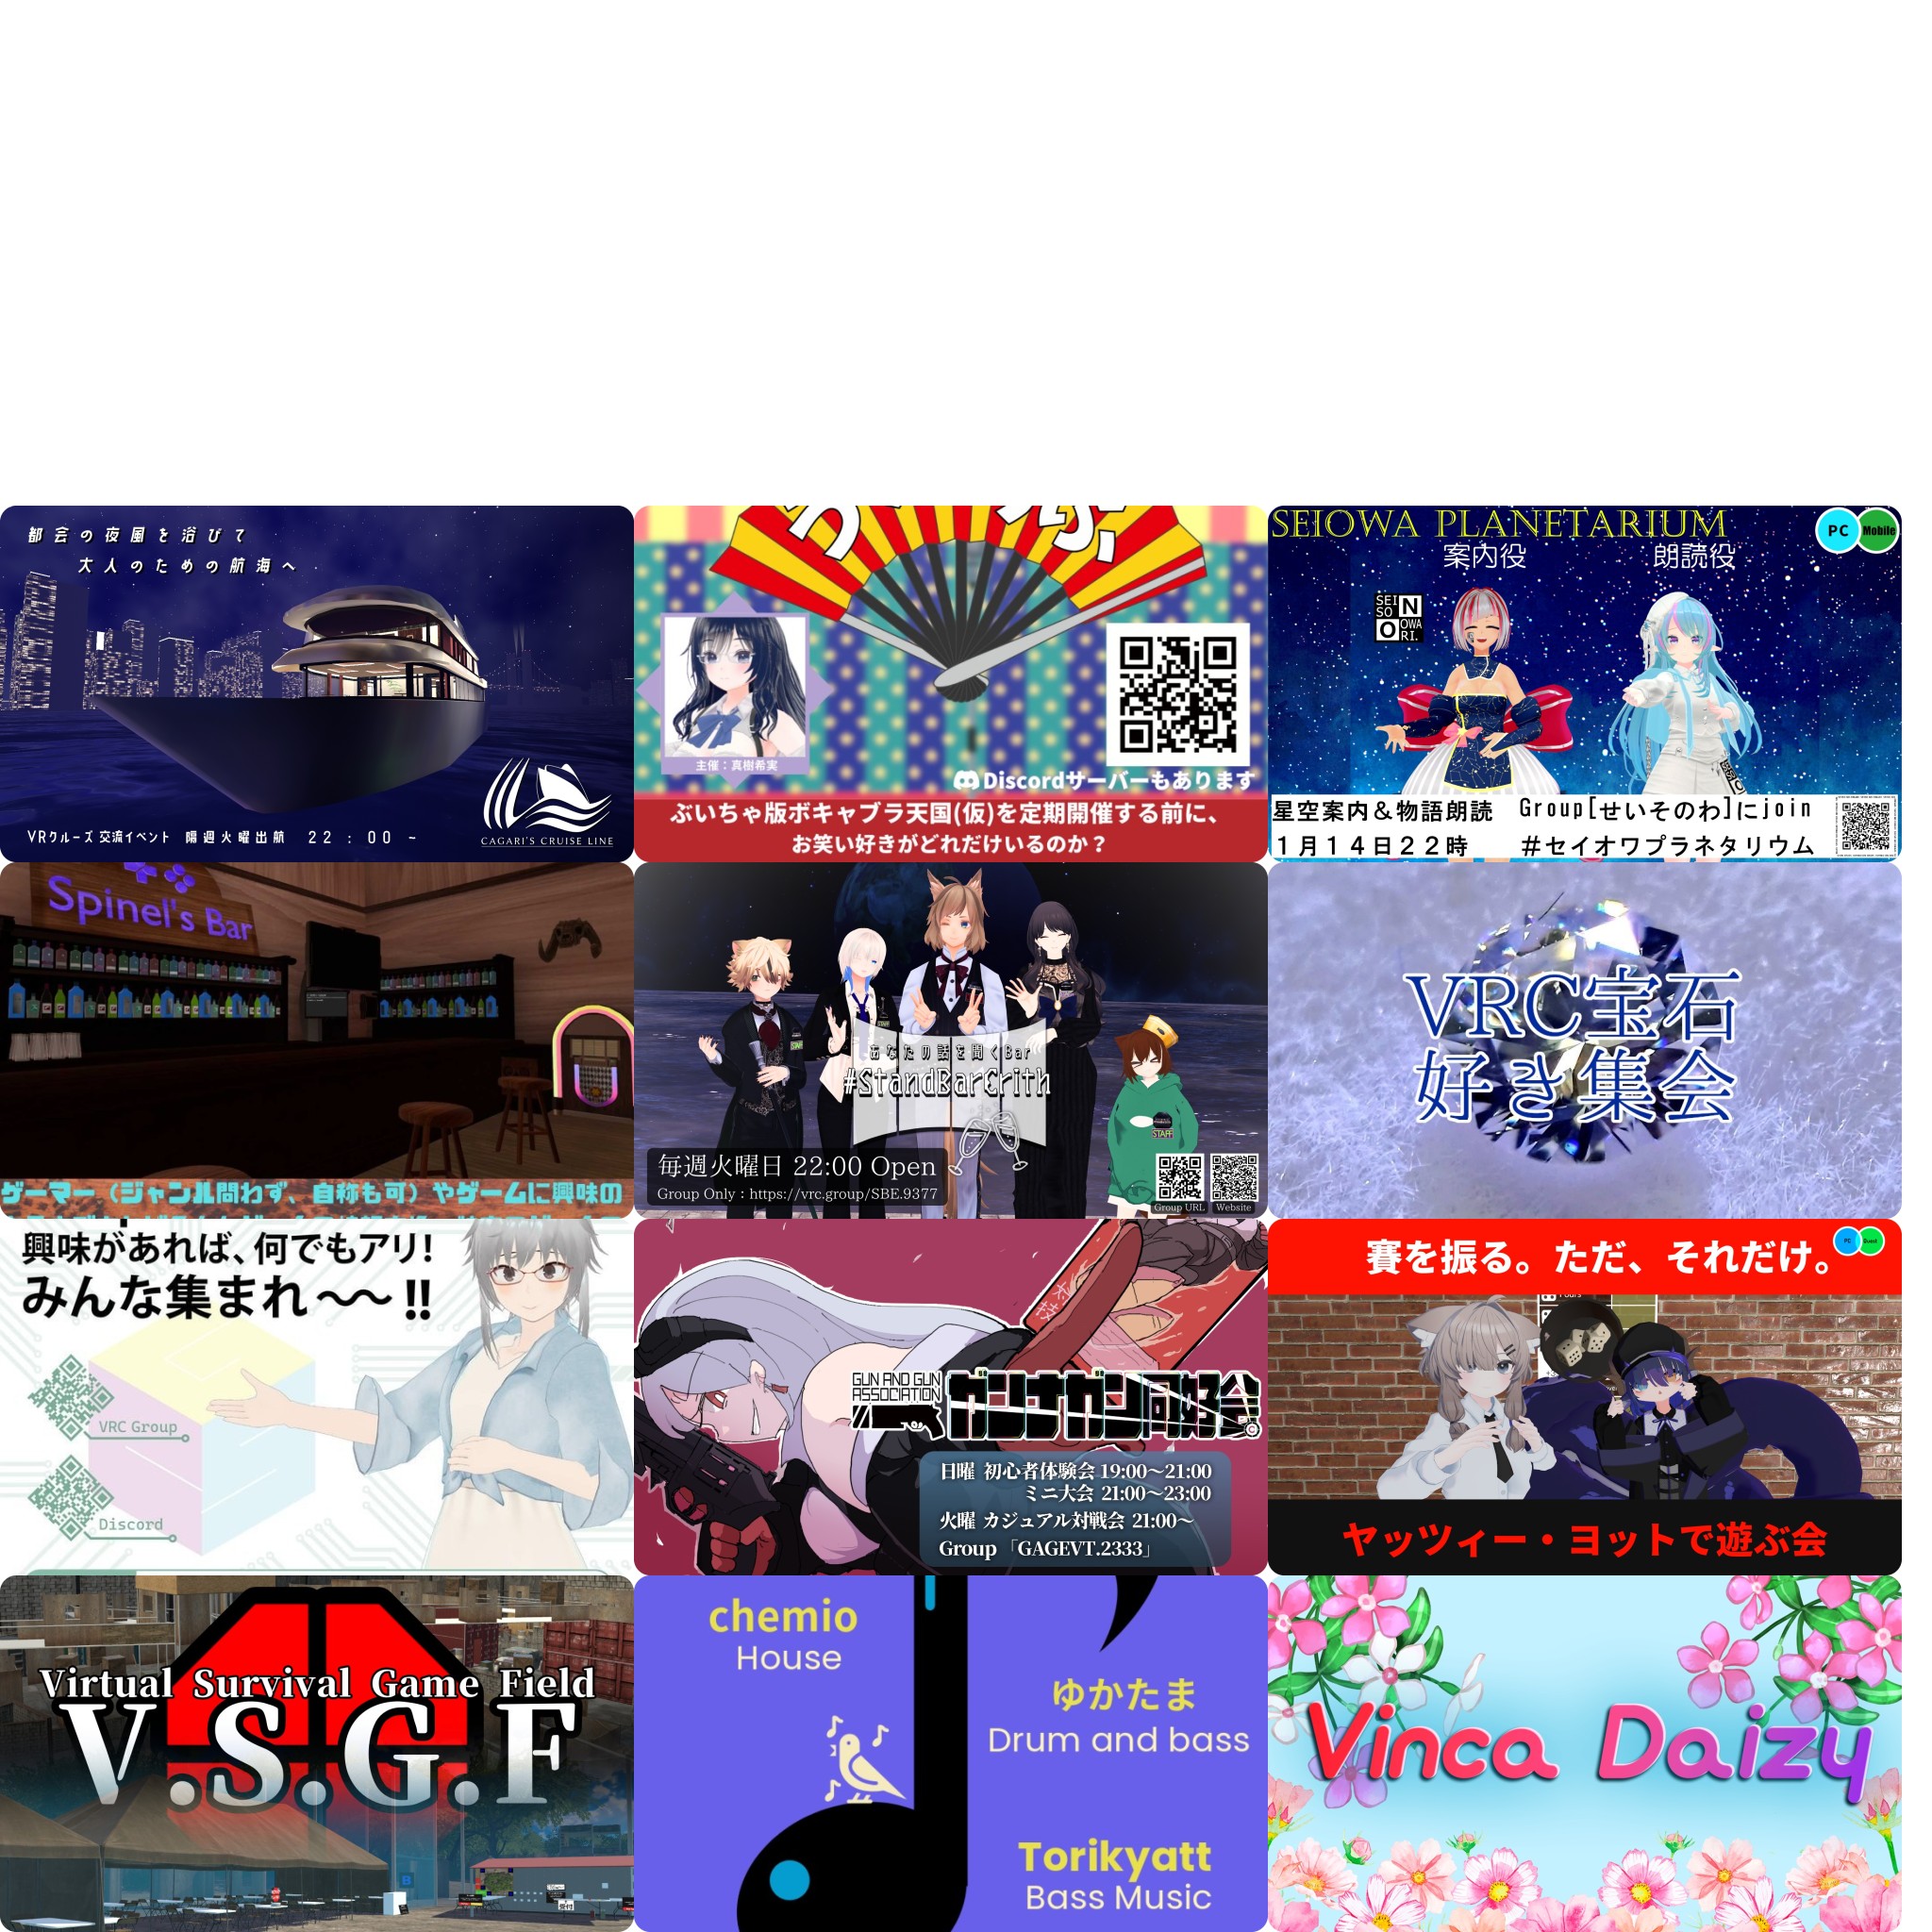 都会の夜風を浴びて
大人のための航海へ
VRクルーズ 交流イベント 隔週火曜出航 22:00 ~
CAGARI'S CRUISE LINE
主催：真樹希実
Discordサーバーもあります
ぶいちゃ版ボキャブラ天国(仮)を定期開催する前に、
お笑い好きがどれだけいるのか？
SEIOWA PLANETARIUM
PC
Mobile
案内役
朗読役
SEI
SO
N
O
OWA
RI.
星空案内＆物語朗読 Group[せいそのわ]にjoin
1月14日22時 #セイオワプラネタリウム
Spinel's Bar
ゲーマー（ジャンル問わず、自称も可）やゲームに興味の
あなたの話を聞くBar
#StandBarCrith
STAFF
毎週火曜日 22:00 Open
Group Only : https://vrc.group/SBE.9377
Group URL
Website
VRC宝石
好き集会
興味があれば、何でもアリ!
みんな集まれ～～!!
VRC Group
Discord
GUN AND GUN
ASSOCIATION
ガンナガン同好会
日曜 初心者体験会 19:00～21:00
ミニ大会 21:00～23:00
火曜 カジュアル対戦会 21:00～
Group 「GAGEVT.2333」
賽を振る。ただ、それだけ。
PC
Quest
ヤッツィー・ヨットで遊ぶ会
Virtual Survival Game Field
V.S.G.F
chemio
House
ゆかたま
Drum and bass
Torikyatt
Bass Music
Vinca Daizy